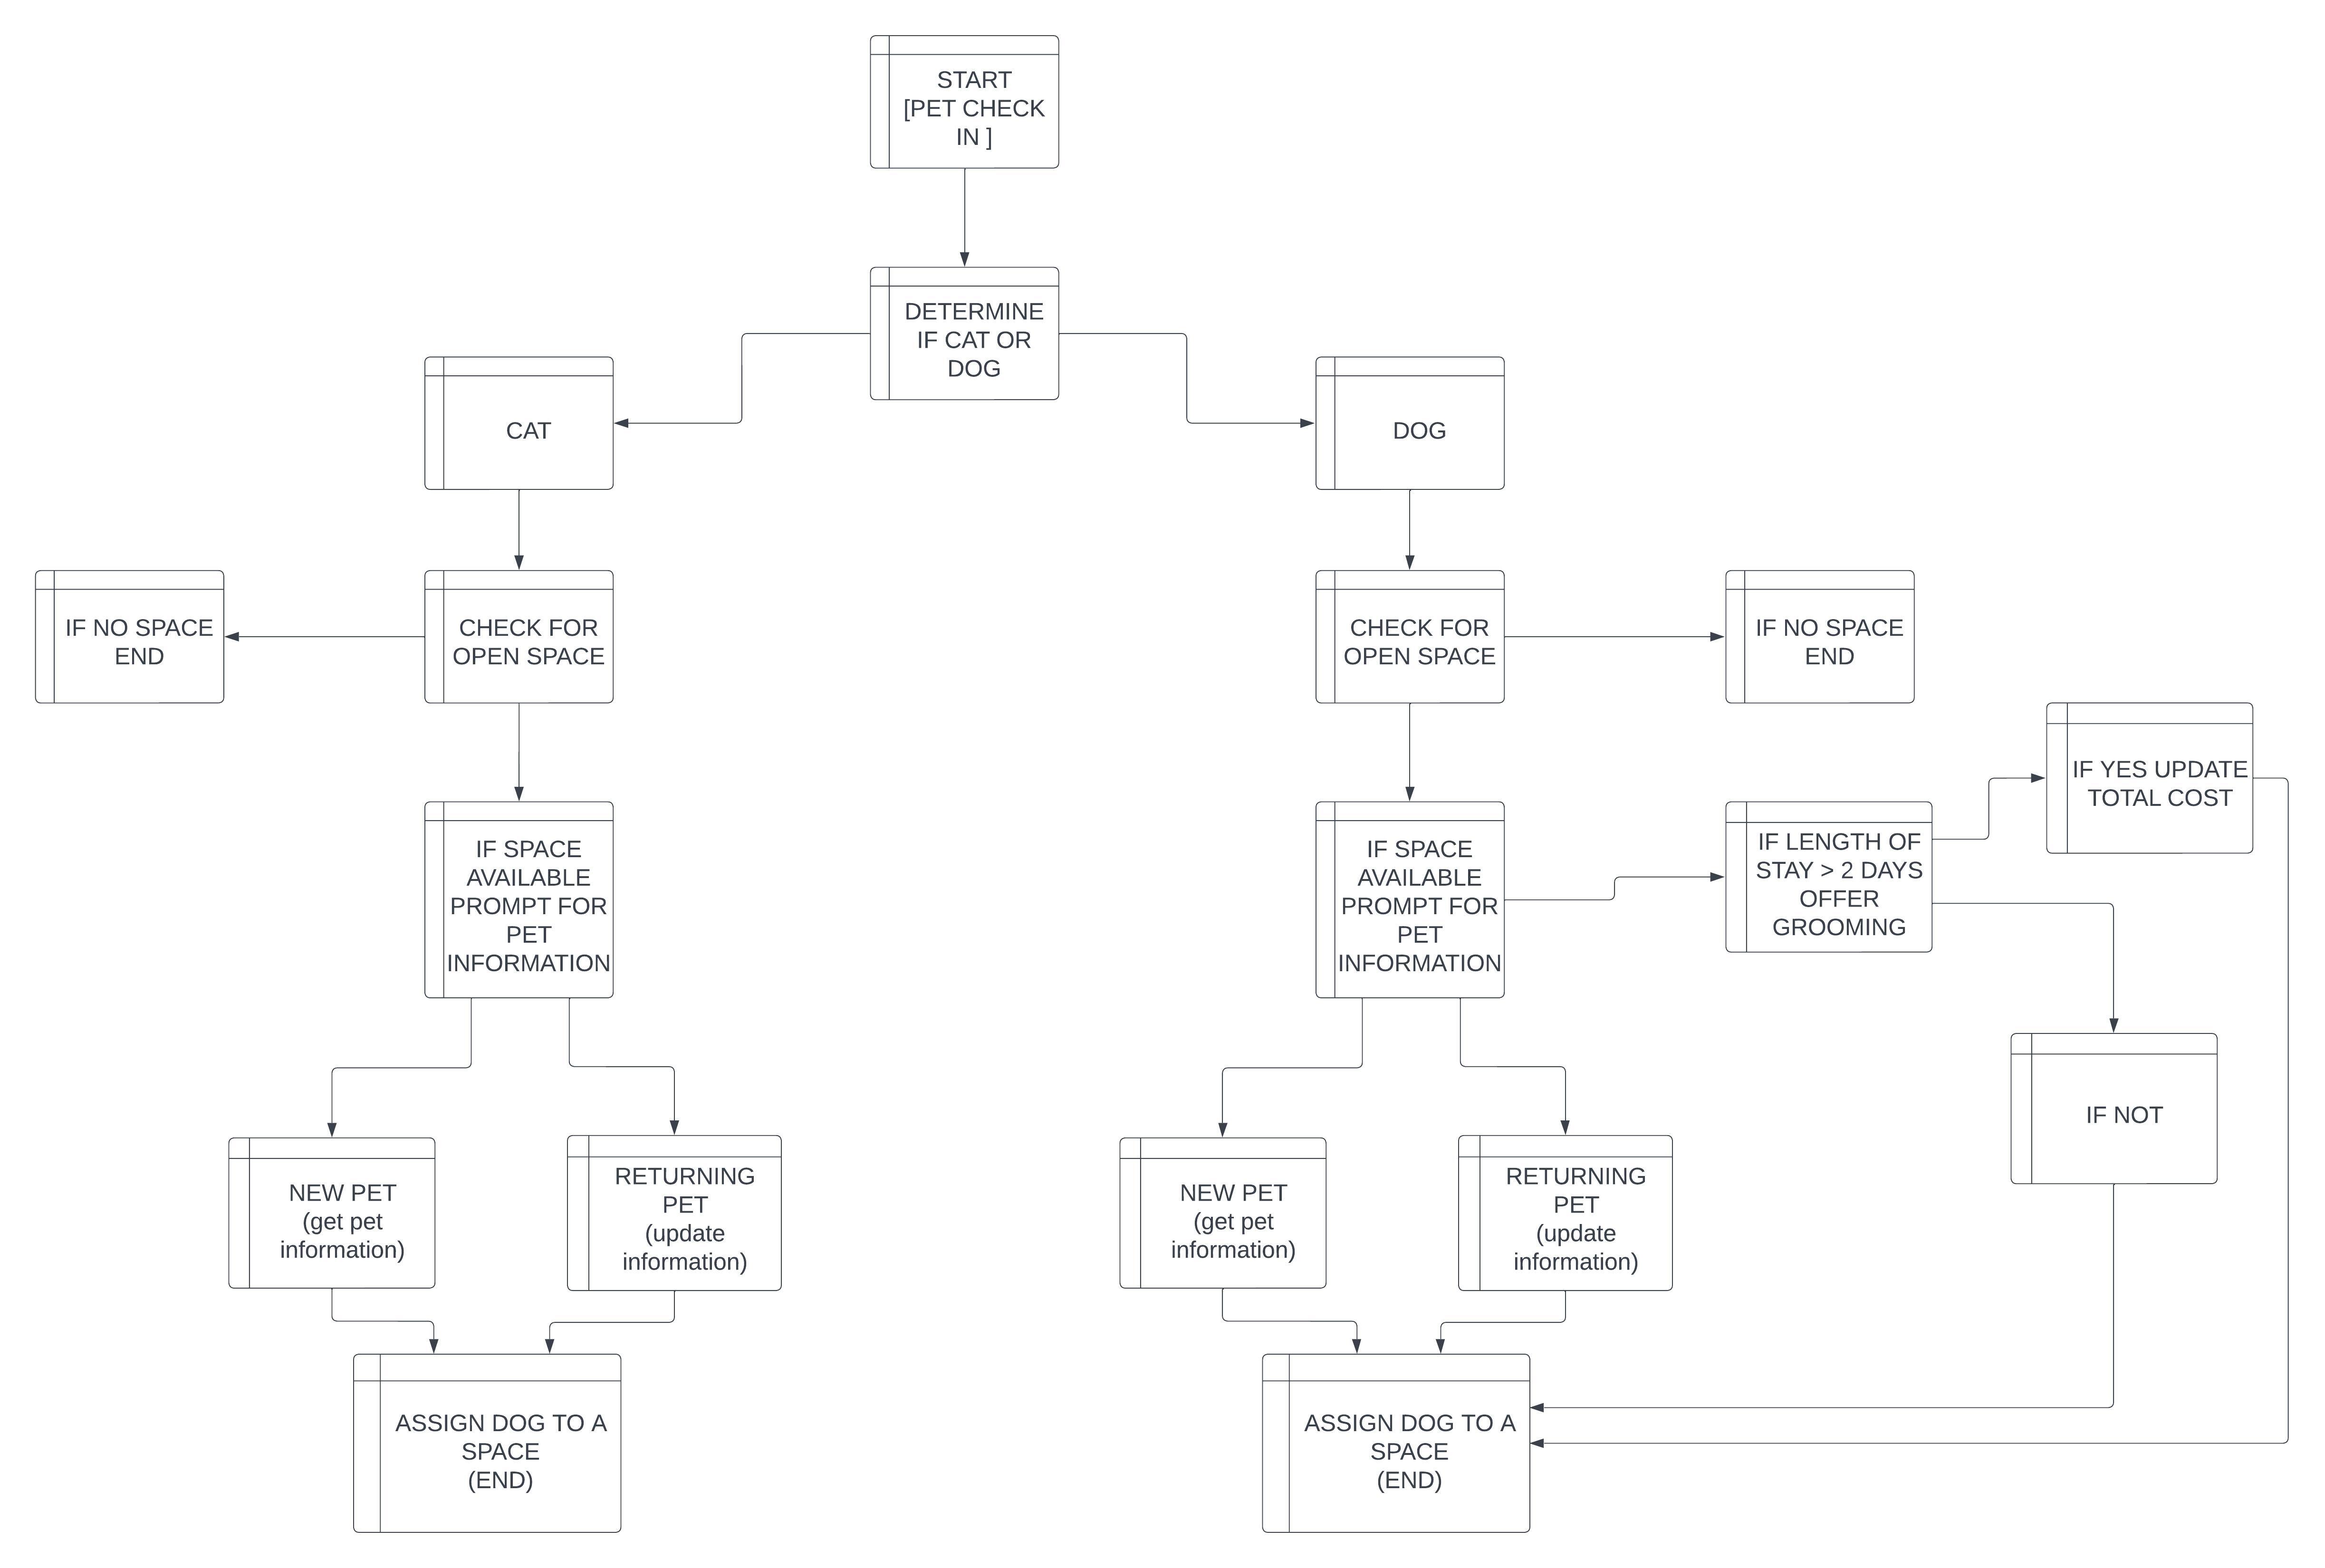 START
[PET CHECK
IN ]
DETERMINE
IF CAT OR
DOG
CAT
DOG
IF NO SPACE
END
CHECK FOR
OPEN SPACE
CHECK FOR
OPEN SPACE
IF NO SPACE
END
IF YES UPDATE
TOTAL COST
IF SPACE
AVAILABLE
PROMPT FOR
PET
INFORMATION
IF SPACE
AVAILABLE
PROMPT FOR
PET
INFORMATION
IF LENGTH OF
STAY > 2 DAYS
OFFER
GROOMING
IF NOT
NEW PET
(get pet
information)
RETURNING
PET
(update
information)
NEW PET
(get pet
information)
RETURNING
PET
(update
information)
ASSIGN DOG TO A
SPACE
(END)
ASSIGN DOG TO A
SPACE
(END)